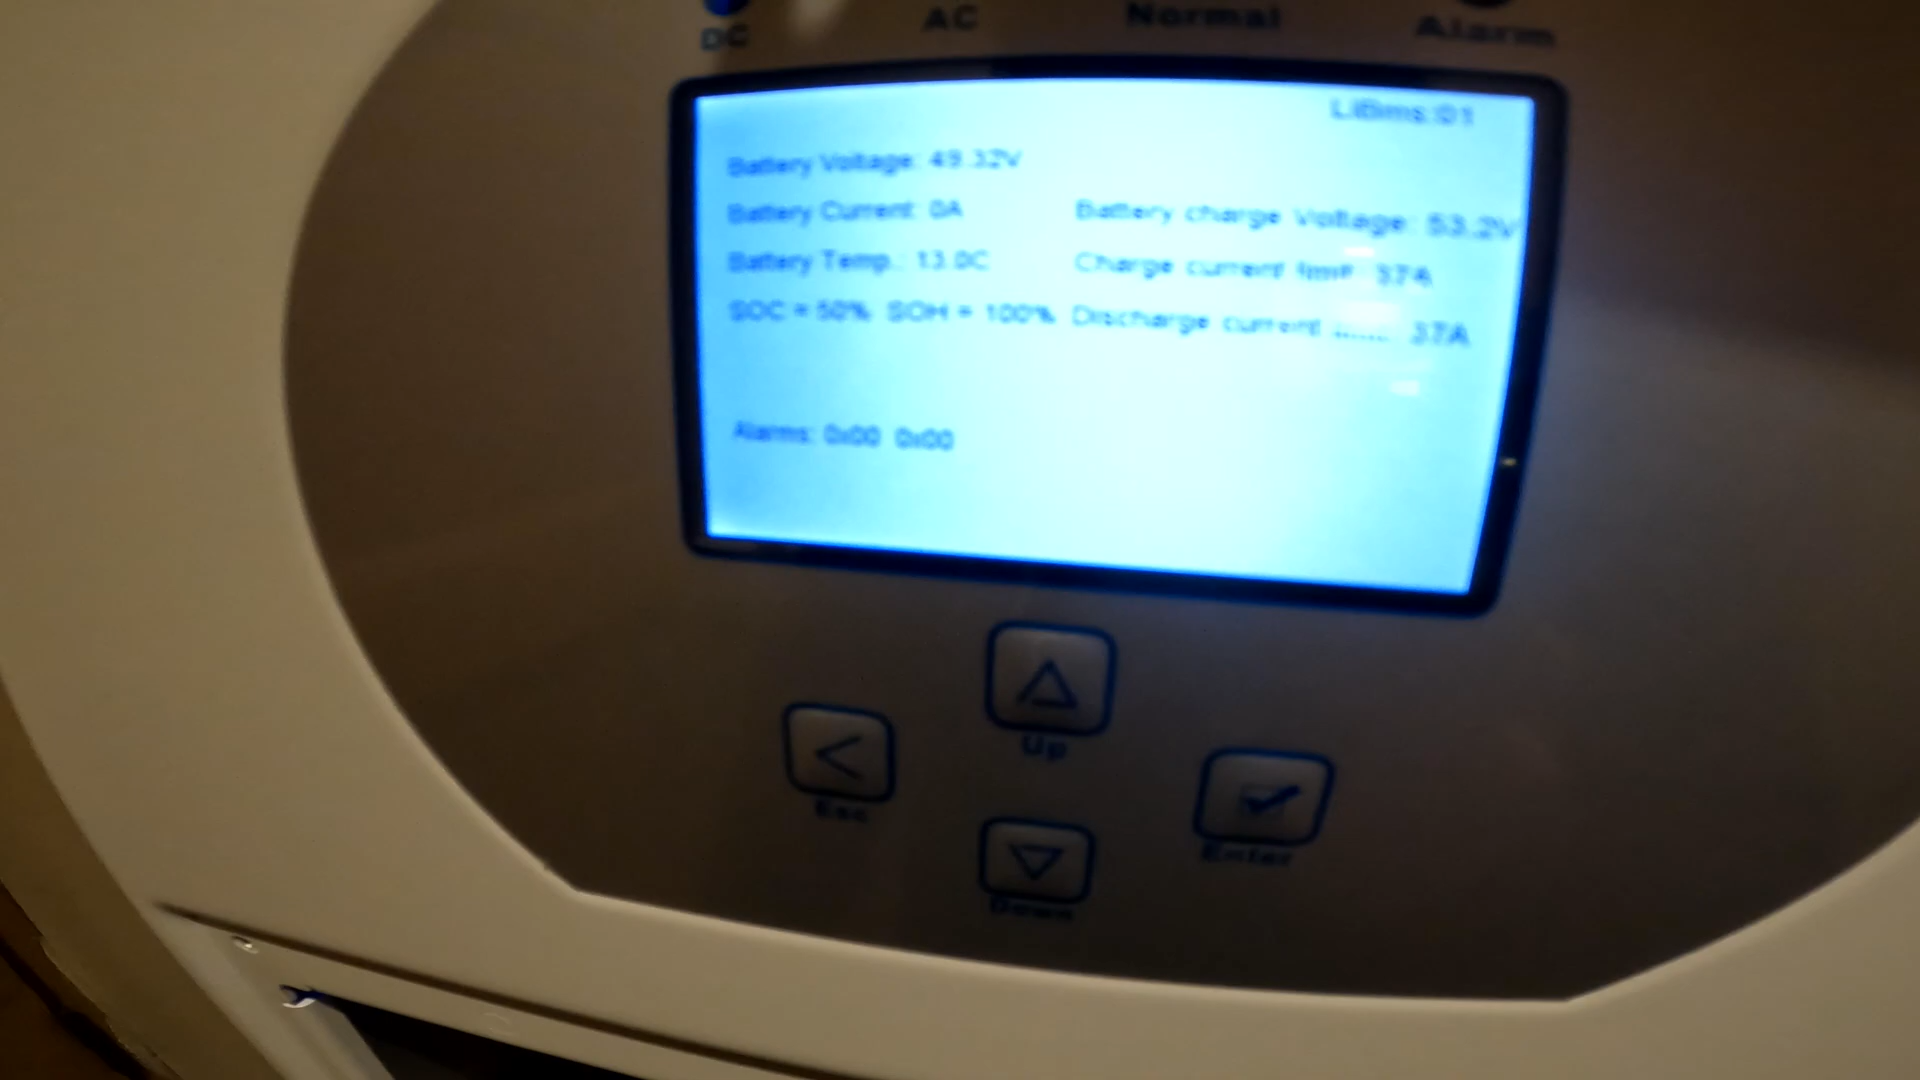 DC AC Normal Alarm
LiBms:01
Battery Voltage: 49.32V
Battery Current: 0A Battery charge Voltage: 53.2V
Battery Temp.: 13.0C Charge current limit: 37A
SOC = 50% SOH = 100% Discharge current 37A
Alarms: 0x00 0x00
Up
Esc
Enter
Down